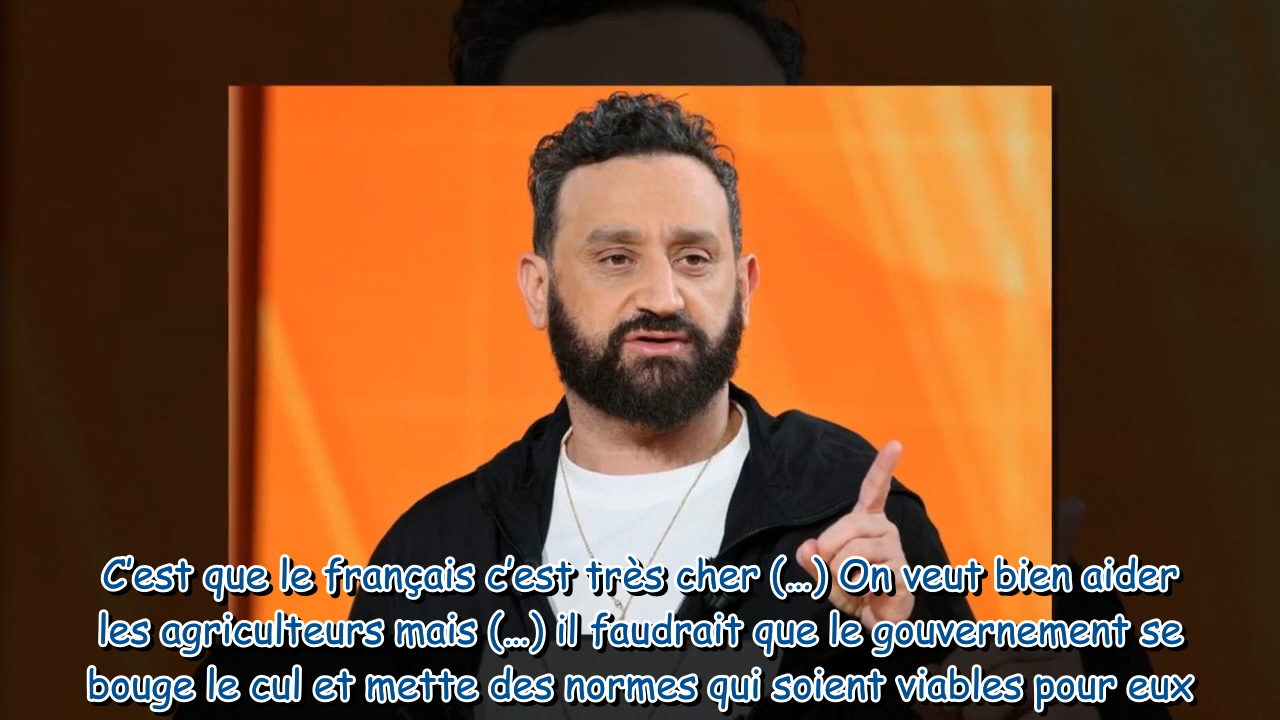 C'est que le français c'est très cher (...) On veut bien aider
les agriculteurs mais (...) il faudrait que le gouvernement se
bouge le cul et mette des normes qui soient viables pour eux